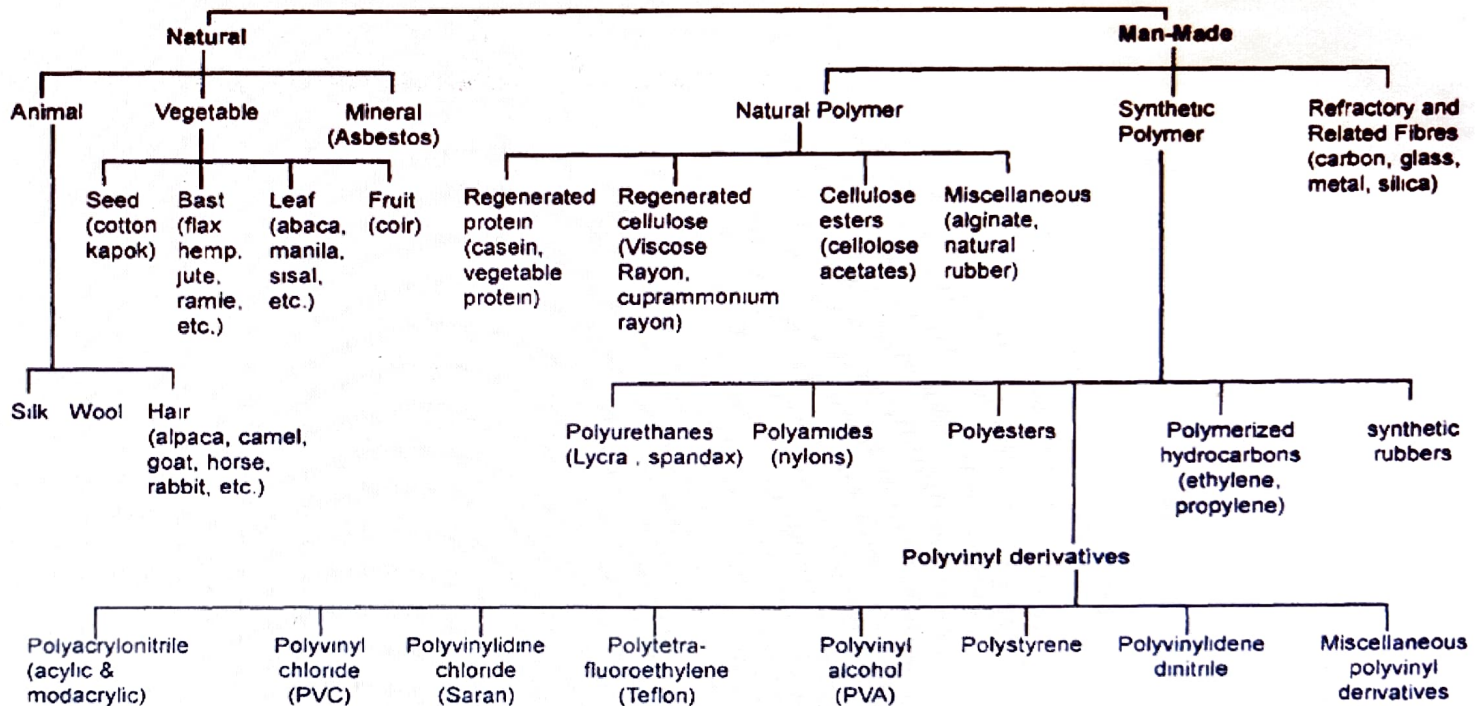 Natural
Man-Made
Animal
Vegetable
Mineral
(Asbestos)
Natural Polymer
Synthetic
Polymer
Refractory and
Related Fibres
(carbon, glass,
metal, silica)
Seed
(cotton
kapok)
Bast
(flax
hemp,
jute,
ramie,
etc.)
Leaf
(abaca,
manila,
sisal,
etc.)
Fruit
(coir)
Regenerated
protein
(casein,
vegetable
protein)
Regenerated
cellulose
(Viscose
Rayon,
cuprammonium
rayon)
Cellulose
esters
(cellolose
acetates)
Miscellaneous
(alginate,
natural
rubber)
Silk
Wool
Hair
(alpaca, camel,
goat, horse,
rabbit, etc.)
Polyurethanes
(Lycra , spandax)
Polyamides
(nylons)
Polyesters
Polymerized
hydrocarbons
(ethylene,
propylene)
synthetic
rubbers
Polyvinyl derivatives
Polyacrylonitrile
(acylic &
modacrylic)
Polyvinyl
chloride
(PVC)
Polyvinylidine
chloride
(Saran)
Polytetra-
fluoroethylene
(Teflon)
Polyvinyl
alcohol
(PVA)
Polystyrene
Polyvinylidene
dinitrile
Miscellaneous
polyvinyl
derivatives